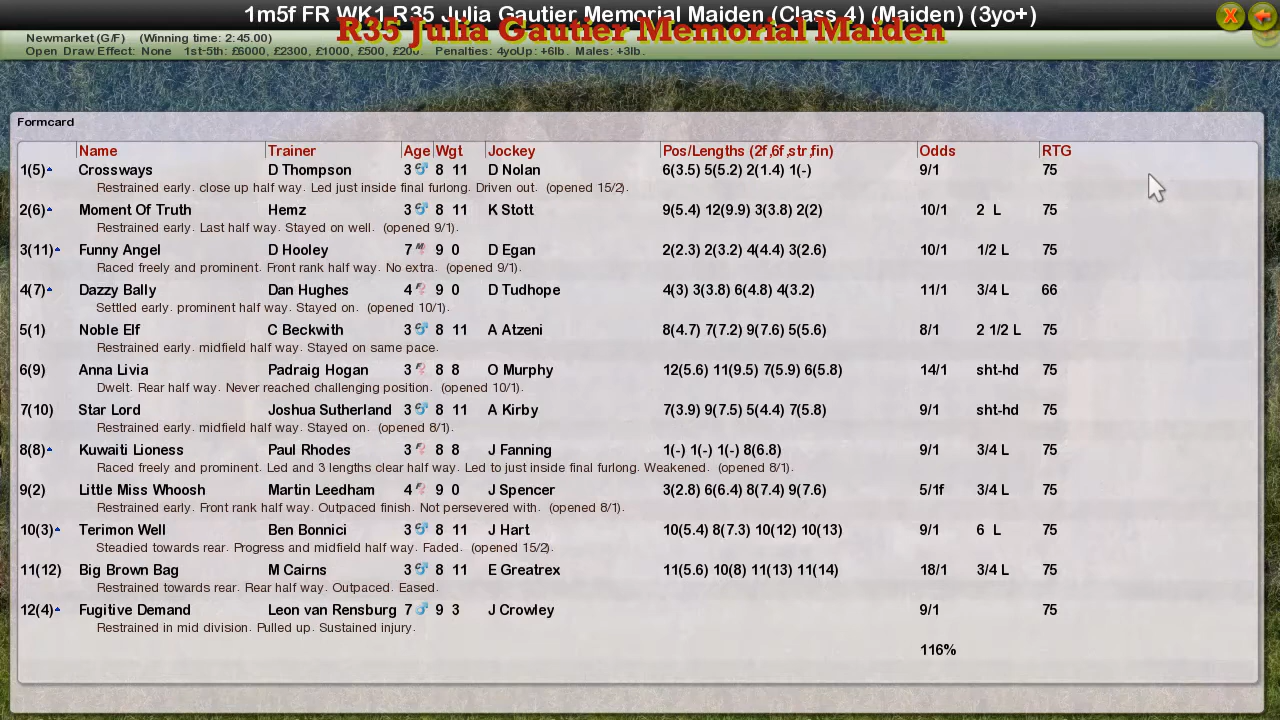 1m5f FR WK1 R35 Julia Gautier Memorial Maiden (Class 4) (Maiden) (3yo+)
R35 Julia Gautier Memorial Maiden
Newmarket (G/F) (Winning time: 2:45.00)
Open Draw Effect: None 1st-5th: £6000, £2300, £1000, £500, £200. Penalties: 4yoUp: +6lb. Males: +3lb.
Formcard
Name Trainer Age Wgt Jockey Pos/Lengths (2f,6f,str,fin) Odds RTG
1(5) Crossways D Thompson 3 8 11 D Nolan 6(3.5) 5(5.2) 2(1.4) 1(-) 9/1 75
Restrained early. close up half way. Led just inside final furlong. Driven out. (opened 15/2).
2(6) Moment Of Truth Hemz 3 8 11 K Stott 9(5.4) 12(9.9) 3(3.8) 2(2) 10/1 2 L 75
Restrained early. Last half way. Stayed on well. (opened 9/1).
3(11) Funny Angel D Hooley 7 9 0 D Egan 2(2.3) 2(3.2) 4(4.4) 3(2.6) 10/1 1/2 L 75
Raced freely and prominent. Front rank half way. No extra. (opened 9/1).
4(7) Dazzy Bally Dan Hughes 4 9 0 D Tudhope 4(3) 3(3.8) 6(4.8) 4(3.2) 11/1 3/4 L 66
Settled early. prominent half way. Stayed on. (opened 10/1).
5(1) Noble Elf C Beckwith 3 8 11 A Atzeni 8(4.7) 7(7.2) 9(7.6) 5(5.6) 8/1 2 1/2 L 75
Restrained early. midfield half way. Stayed on same pace.
6(9) Anna Livia Padraig Hogan 3 8 8 O Murphy 12(5.6) 11(9.5) 7(5.9) 6(5.8) 14/1 sht-hd 75
Dwelt. Rear half way. Never reached challenging position. (opened 10/1).
7(10) Star Lord Joshua Sutherland 3 8 11 A Kirby 7(3.9) 9(7.5) 5(4.4) 7(5.8) 9/1 sht-hd 75
Restrained early. midfield half way. Stayed on. (opened 8/1).
8(8) Kuwaiti Lioness Paul Rhodes 3 8 8 J Fanning 1(-) 1(-) 1(-) 8(6.8) 9/1 3/4 L 75
Raced freely and prominent. Led and 3 lengths clear half way. Led to just inside final furlong. Weakened. (opened 8/1).
9(2) Little Miss Whoosh Martin Leedham 4 9 0 J Spencer 3(2.8) 6(6.4) 8(7.4) 9(7.6) 5/1f 3/4 L 75
Restrained early. Front rank half way. Outpaced finish. Not persevered with. (opened 8/1).
10(3) Terimon Well Ben Bonnici 3 8 11 J Hart 10(5.4) 8(7.3) 10(12) 10(13) 9/1 6 L 75
Steadied towards rear. Progress and midfield half way. Faded. (opened 15/2).
11(12) Big Brown Bag M Cairns 3 8 11 E Greatrex 11(5.6) 10(8) 11(13) 11(14) 18/1 3/4 L 75
Restrained towards rear. Rear half way. Outpaced. Eased.
12(4) Fugitive Demand Leon van Rensburg 7 9 3 J Crowley 9/1 75
Restrained in mid division. Pulled up. Sustained injury.
116%